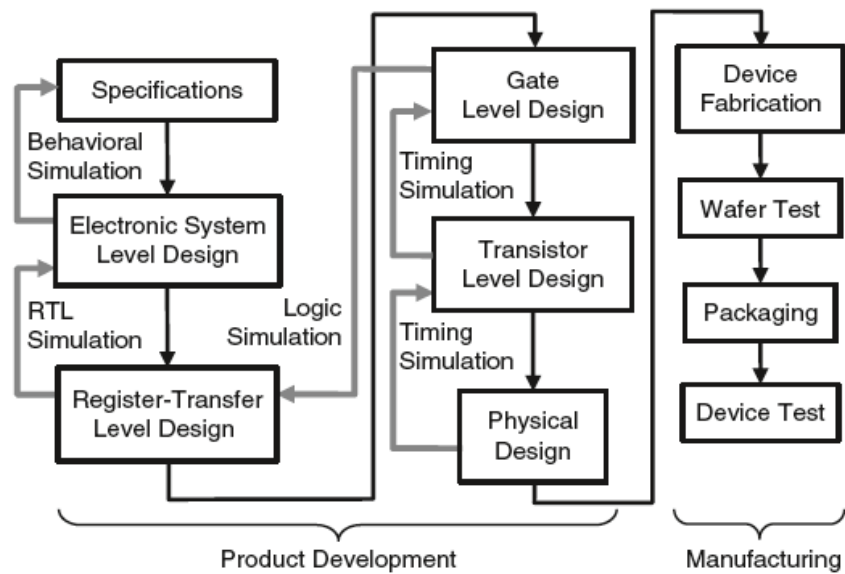 Specifications
Behavioral
Simulation
Electronic System
Level Design
RTL
Simulation
Register-Transfer
Level Design
Logic
Simulation
Gate
Level Design
Timing
Simulation
Transistor
Level Design
Timing
Simulation
Physical
Design
Product Development
Device
Fabrication
Wafer Test
Packaging
Device Test
Manufacturing